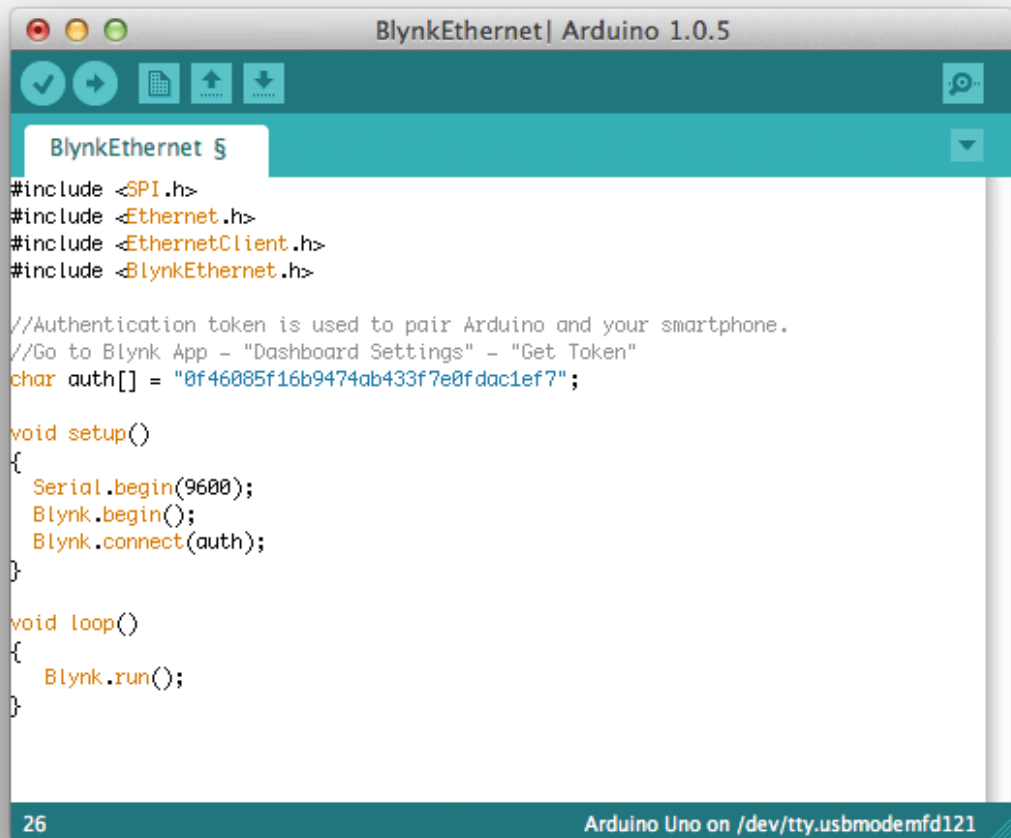 BlynkEthernet| Arduino 1.0.5
BlynkEthernet §
#include <SPI.h>
#include <Ethernet.h>
#include <EthernetClient.h>
#include <BlynkEthernet.h>
//Authentication token is used to pair Arduino and your smartphone.
//Go to Blynk App – "Dashboard Settings" – "Get Token"
char auth[] = "0f46085f16b9474ab433f7e0fdac1ef7";
void setup()
{
  Serial.begin(9600);
  Blynk.begin();
  Blynk.connect(auth);
}
void loop()
{
   Blynk.run();
}
26
Arduino Uno on /dev/tty.usbmodemfd121